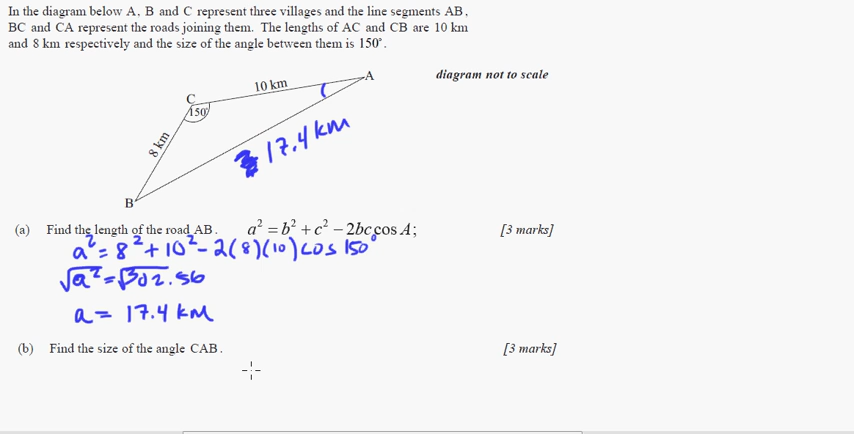 In the diagram below A, B and C represent three villages and the line segments AB,
BC and CA represent the roads joining them. The lengths of AC and CB are 10 km
and 8 km respectively and the size of the angle between them is 150°.
diagram not to scale
A
10 km
C
150°
8 km
17.4 km
B
(a) Find the length of the road AB. a² = b² + c² − 2bc cos A; [3 marks]
a² = 8² + 10² − 2(8)(10) cos 150°
√a² = √302.56
a = 17.4 km
(b) Find the size of the angle CAB. [3 marks]